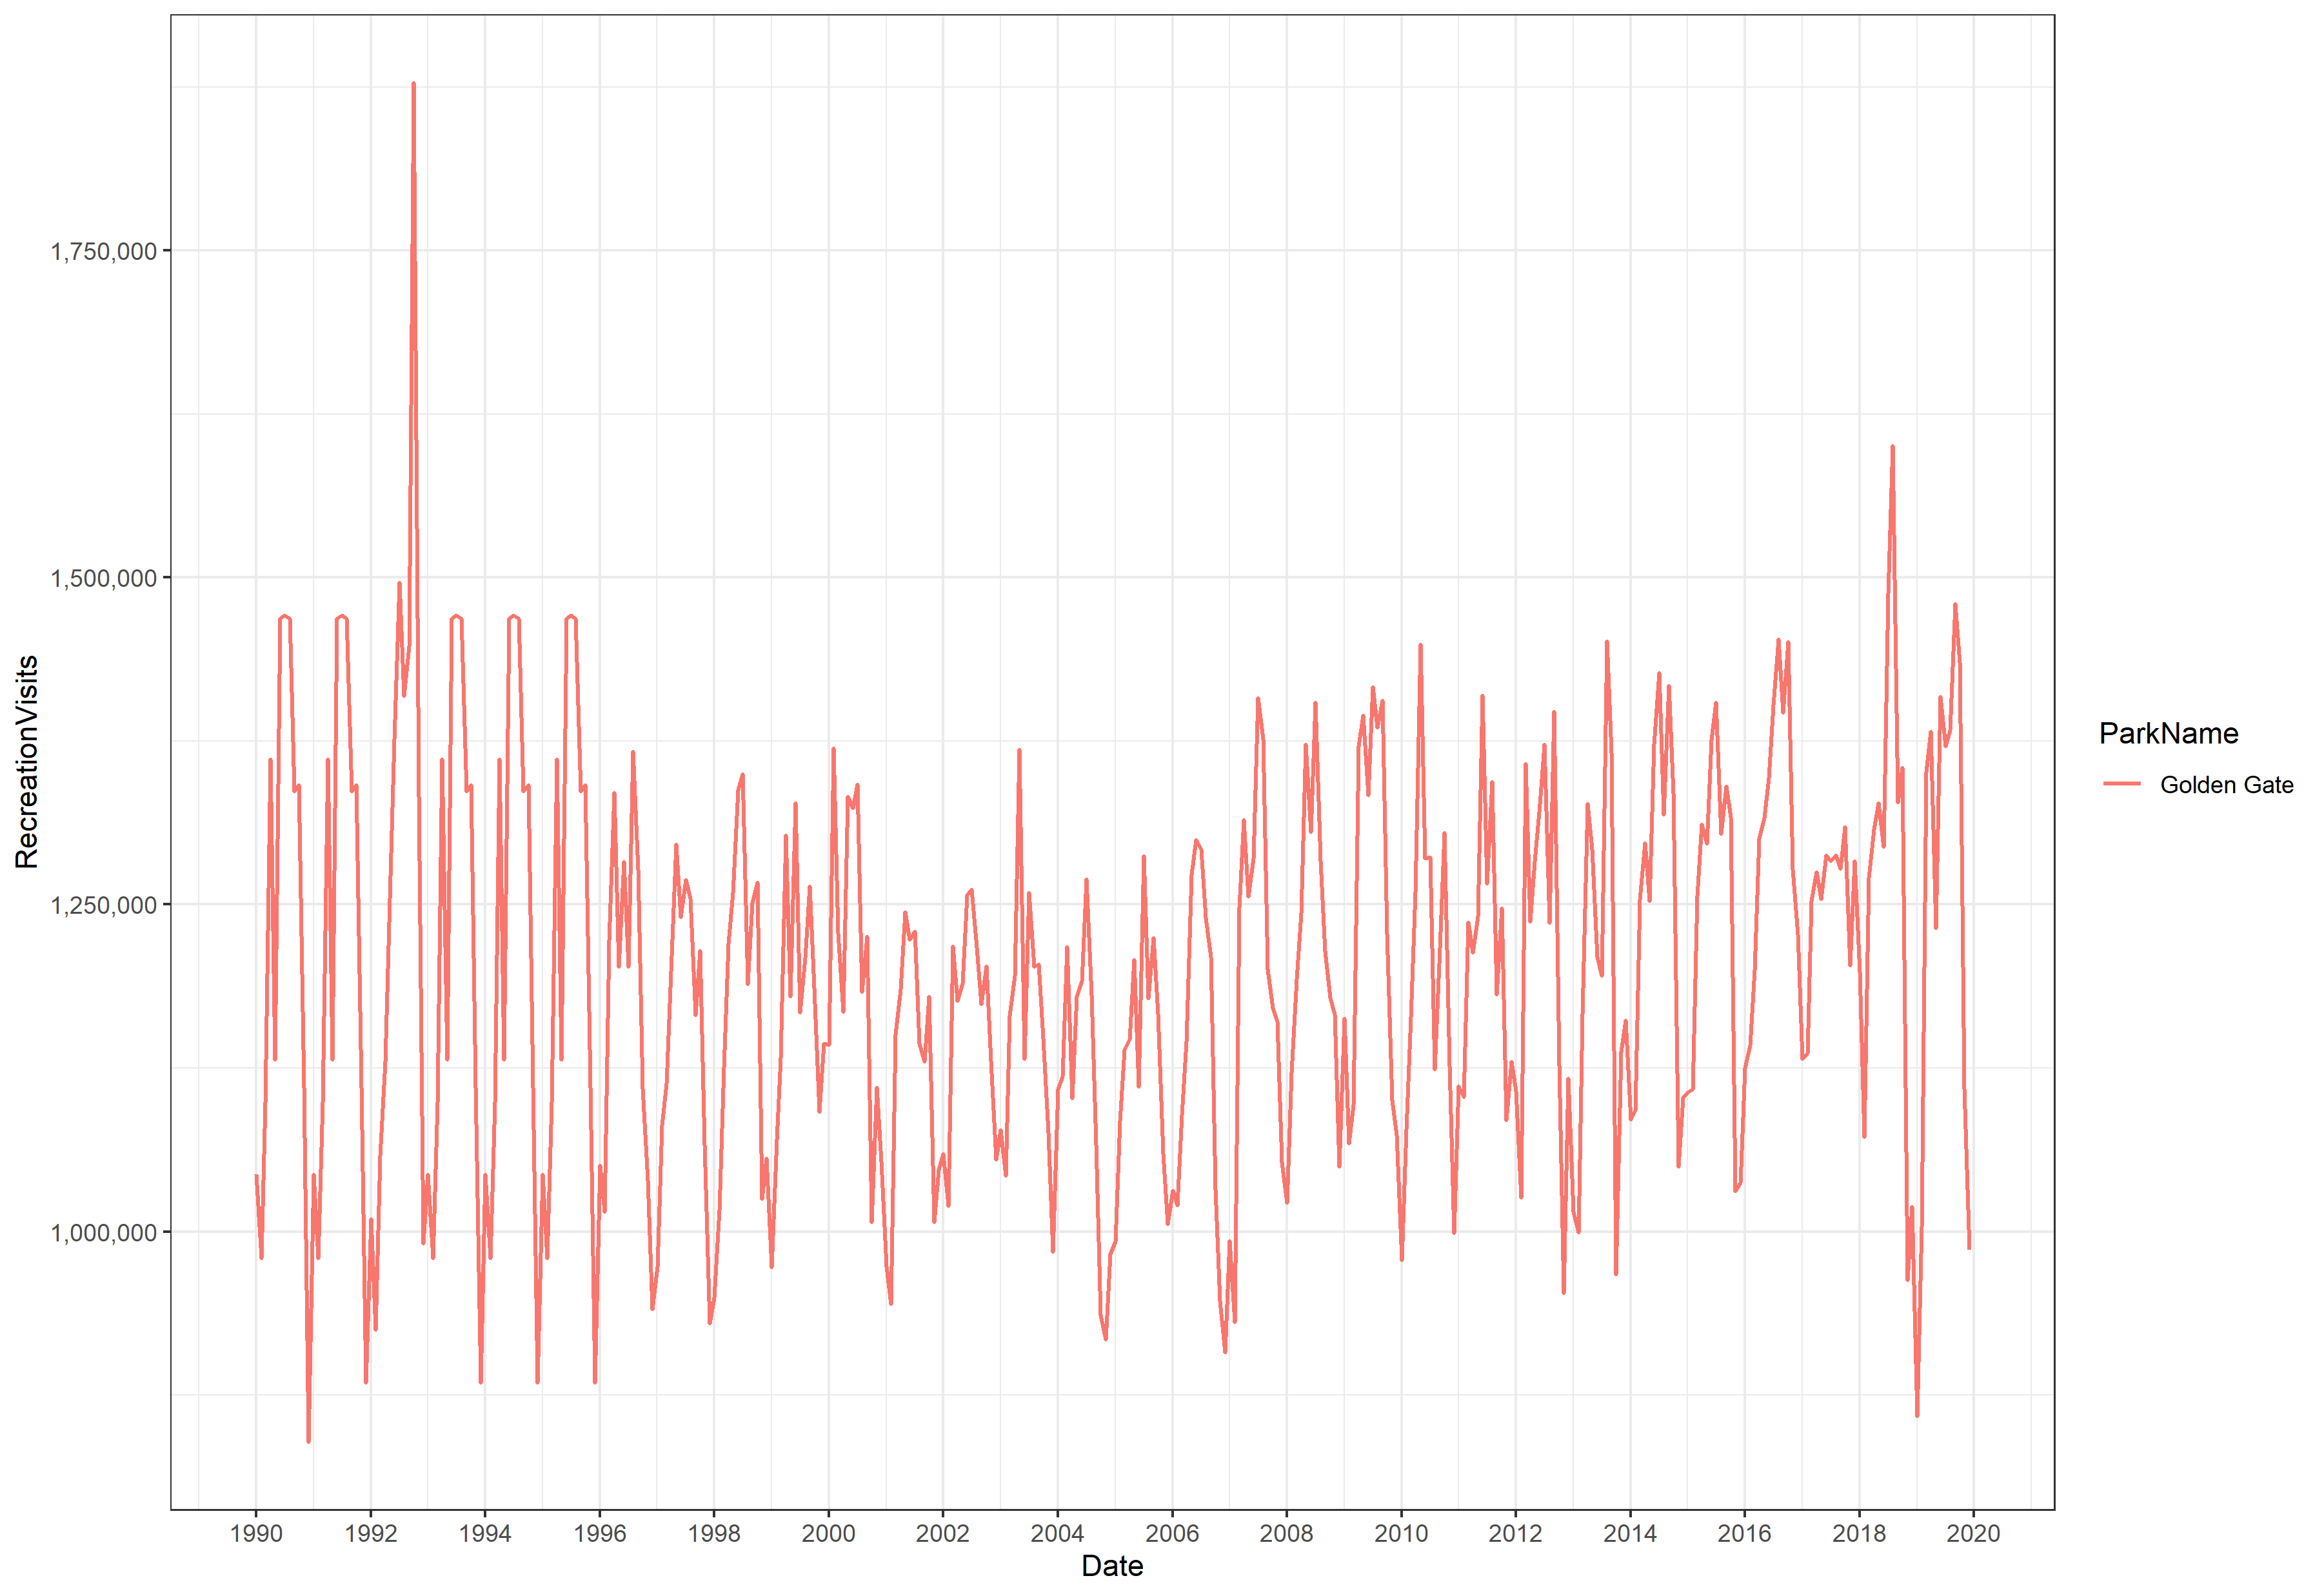 1,750,000
1,500,000
1,250,000
1,000,000
RecreationVisits
1990 1992 1994 1996 1998 2000 2002 2004 2006 2008 2010 2012 2014 2016 2018 2020
Date
ParkName
Golden Gate